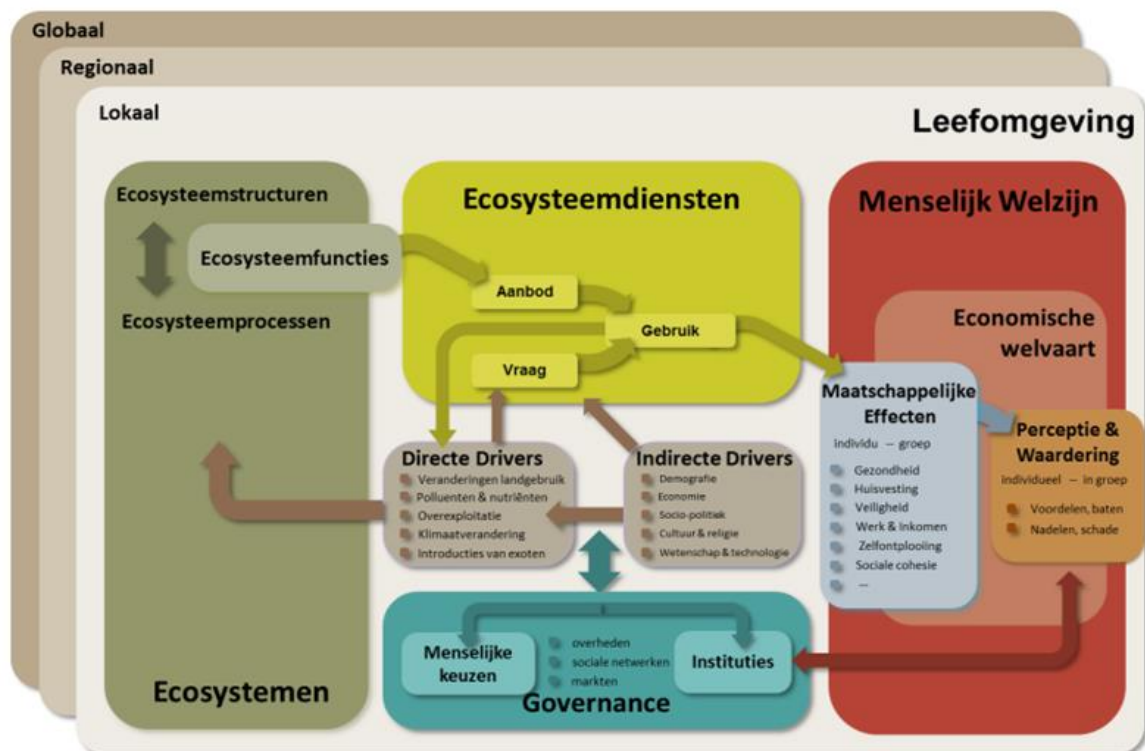 Globaal
Regionaal
Lokaal
Leefomgeving
Ecosysteemstructuren
Ecosysteemfuncties
Ecosysteemprocessen
Ecosystemen
Ecosysteemdiensten
Aanbod
Gebruik
Vraag
Directe Drivers
Veranderingen landgebruik
Polluenten & nutriënten
Overexploitatie
Klimaatverandering
Introducties van exoten
Indirecte Drivers
Demografie
Economie
Socio-politiek
Cultuur & religie
Wetenschap & technologie
Menselijke
keuzen
overheden
sociale netwerken
markten
Instituties
Governance
Menselijk Welzijn
Economische
welvaart
Maatschappelijke
Effecten
individu – groep
Gezondheid
Huisvesting
Veiligheid
Werk & inkomen
Zelfontplooiing
Sociale cohesie
...
Perceptie &
Waardering
individueel – in groep
Voordelen, baten
Nadelen, schade